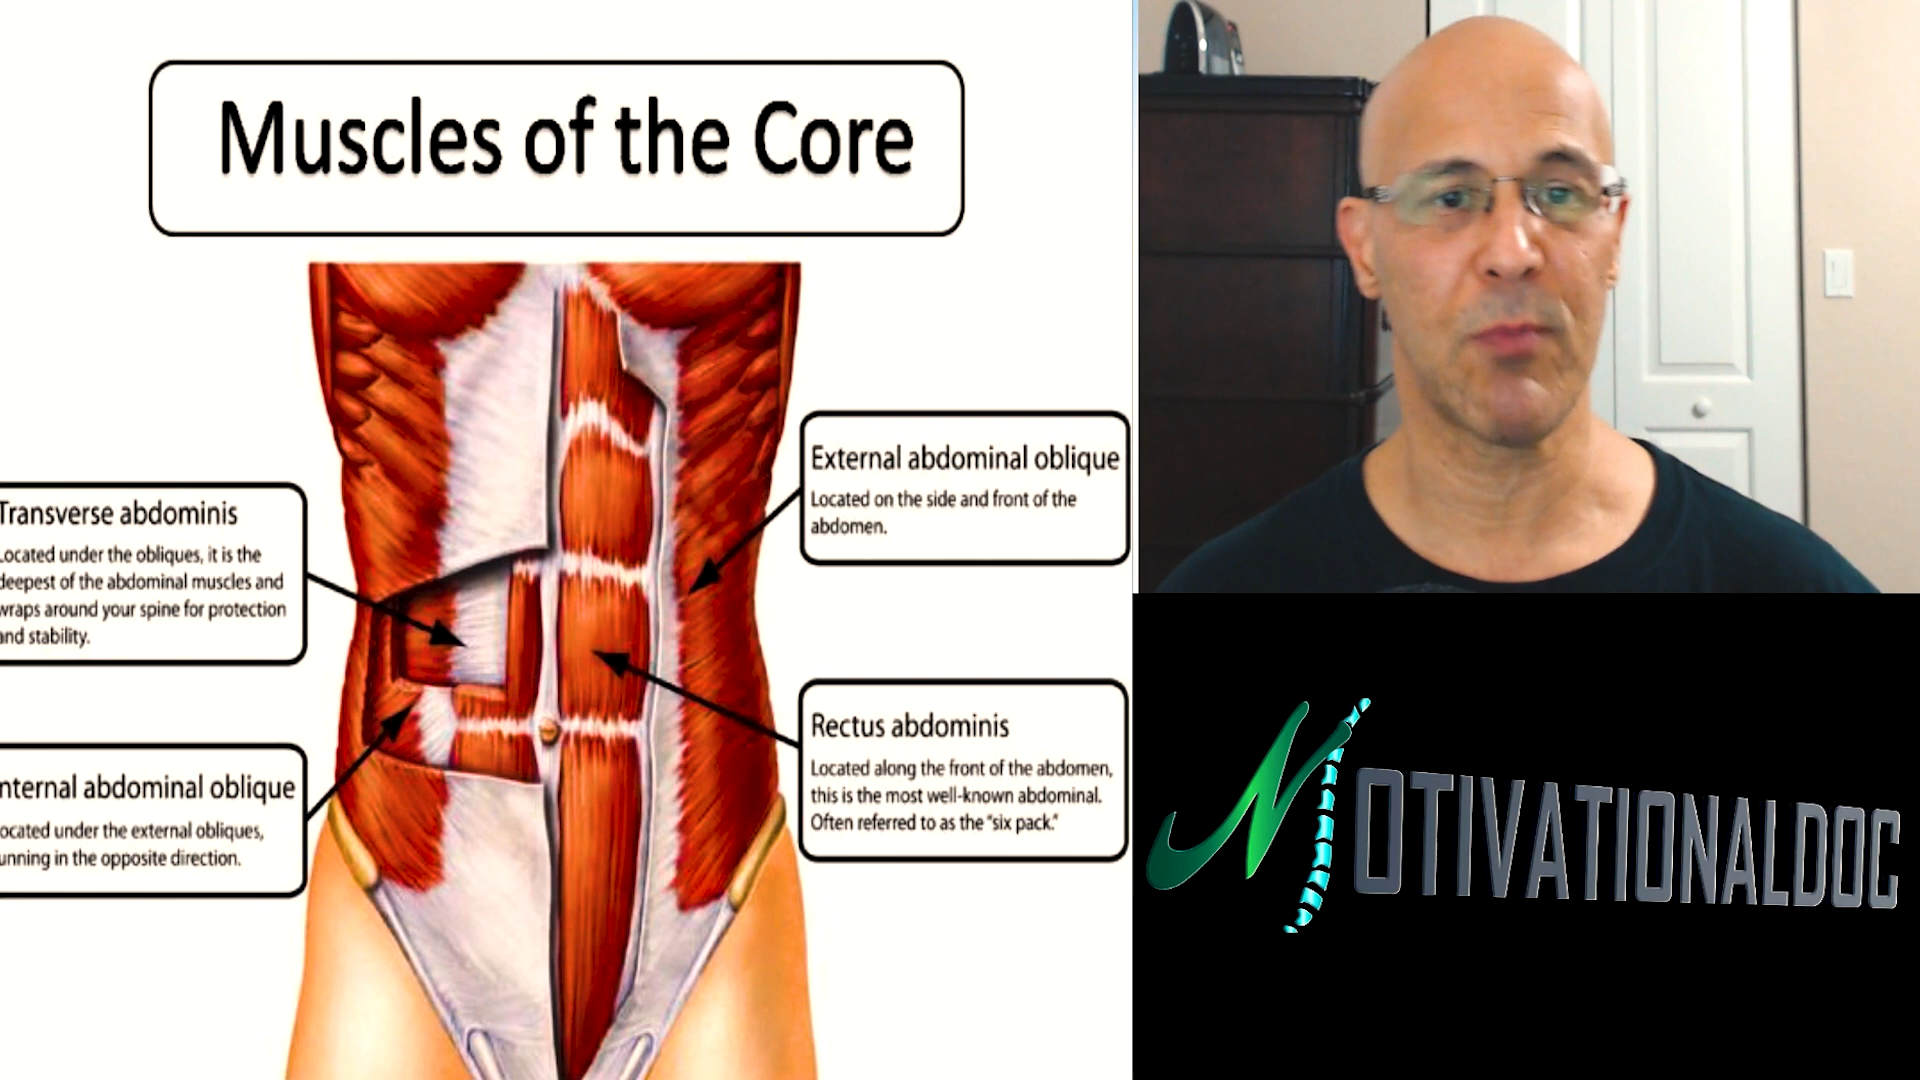 Muscles of the Core
Transverse abdominis
Located under the obliques, it is the
deepest of the abdominal muscles and
wraps around your spine for protection
and stability.
nternal abdominal oblique
ocated under the external obliques,
unning in the opposite direction.
External abdominal oblique
Located on the side and front of the
abdomen.
Rectus abdominis
Located along the front of the abdomen,
this is the most well-known abdominal.
Often referred to as the "six pack."
MOTIVATIONALDOC